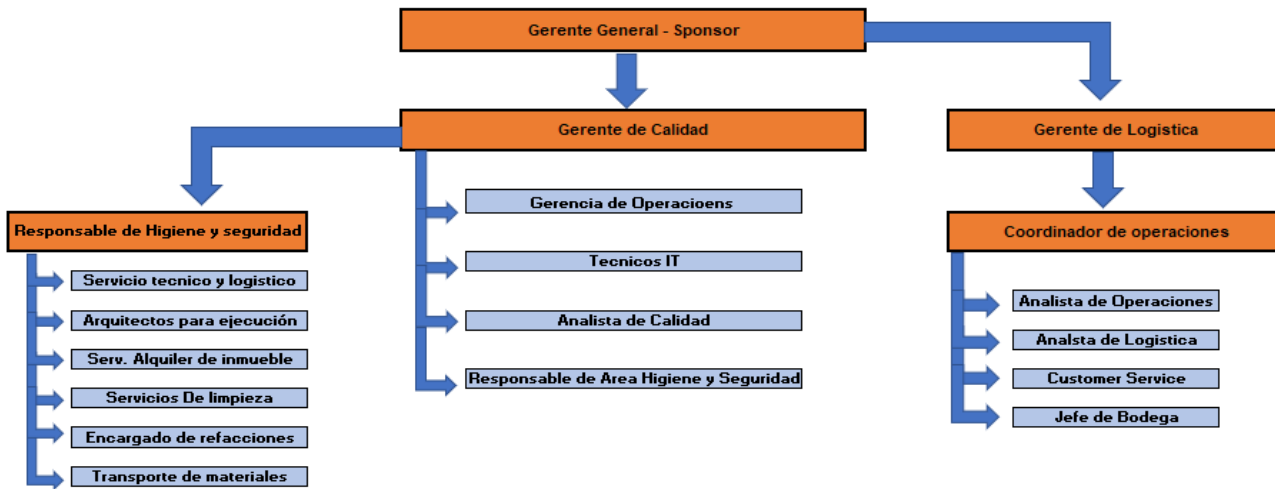 Gerente General - Sponsor
Gerente de Calidad
Gerente de Logistica
Responsable de Higiene y seguridad
Gerencia de Operacioens
Coordinador de operaciones
Servicio tecnico y logistico
Arquitectos para ejecución
Serv. Alquiler de inmueble
Servicios De limpieza
Encargado de refacciones
Transporte de materiales
Tecnicos IT
Analista de Calidad
Responsable de Area Higiene y Seguridad
Analista de Operaciones
Analsta de Logistica
Customer Service
Jefe de Bodega